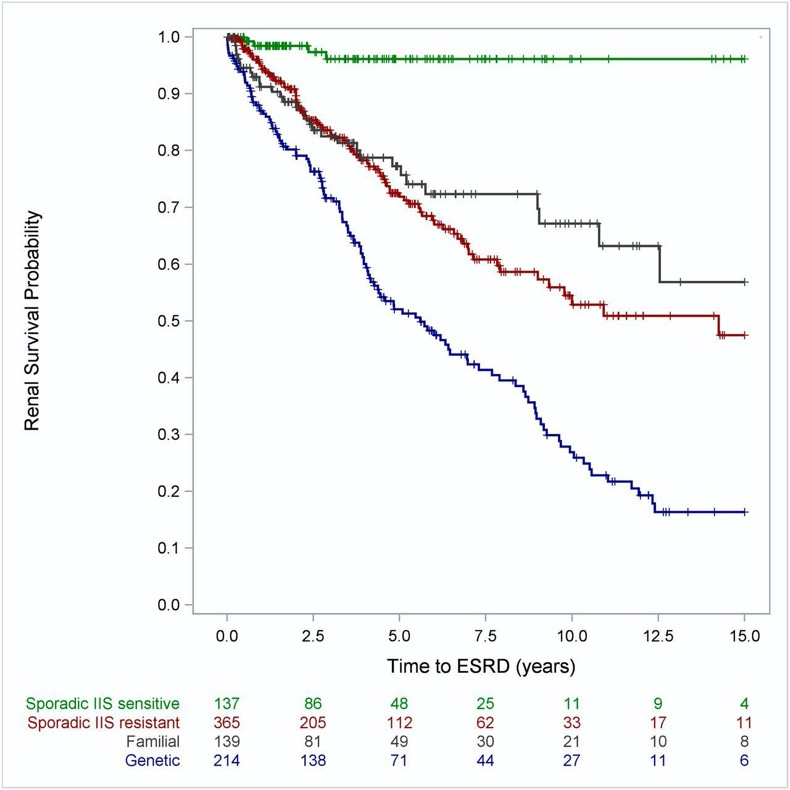 1.0
0.9
0.8
0.7
0.6
0.5
0.4
0.3
0.2
0.1
0.0
Renal Survival Probability
0.0 2.5 5.0 7.5 10.0 12.5 15.0
Time to ESRD (years)
Sporadic IIS sensitive 137 86 48 25 11 9 4
Sporadic IIS resistant 365 205 112 62 33 17 11
Familial 139 81 49 30 21 10 8
Genetic 214 138 71 44 27 11 6